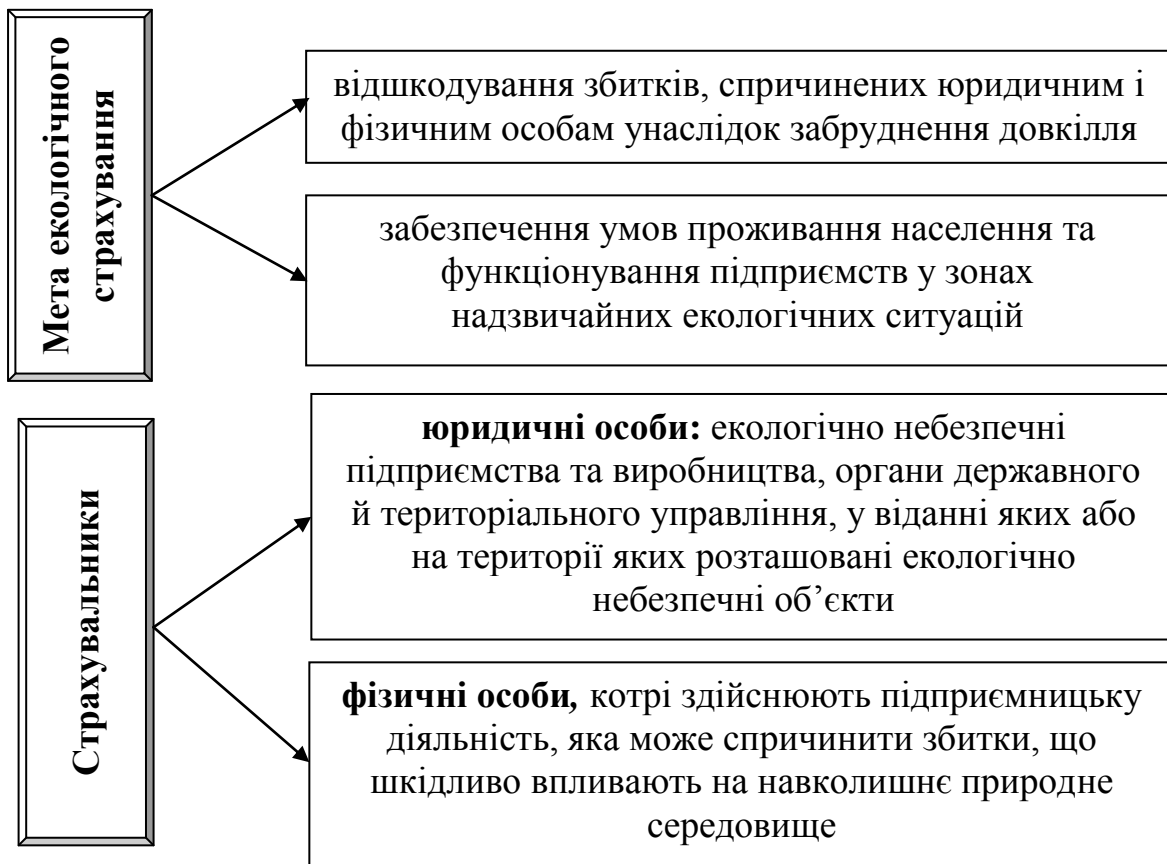 Мета екологічного
страхування
відшкодування збитків, спричинених юридичним і
фізичним особам унаслідок забруднення довкілля
забезпечення умов проживання населення та
функціонування підприємств у зонах
надзвичайних екологічних ситуацій
Страхувальники
юридичні особи: екологічно небезпечні
підприємства та виробництва, органи державного
й територіального управління, у віданні яких або
на території яких розташовані екологічно
небезпечні об’єкти
фізичні особи, котрі здійснюють підприємницьку
діяльність, яка може спричинити збитки, що
шкідливо впливають на навколишнє природне
середовище